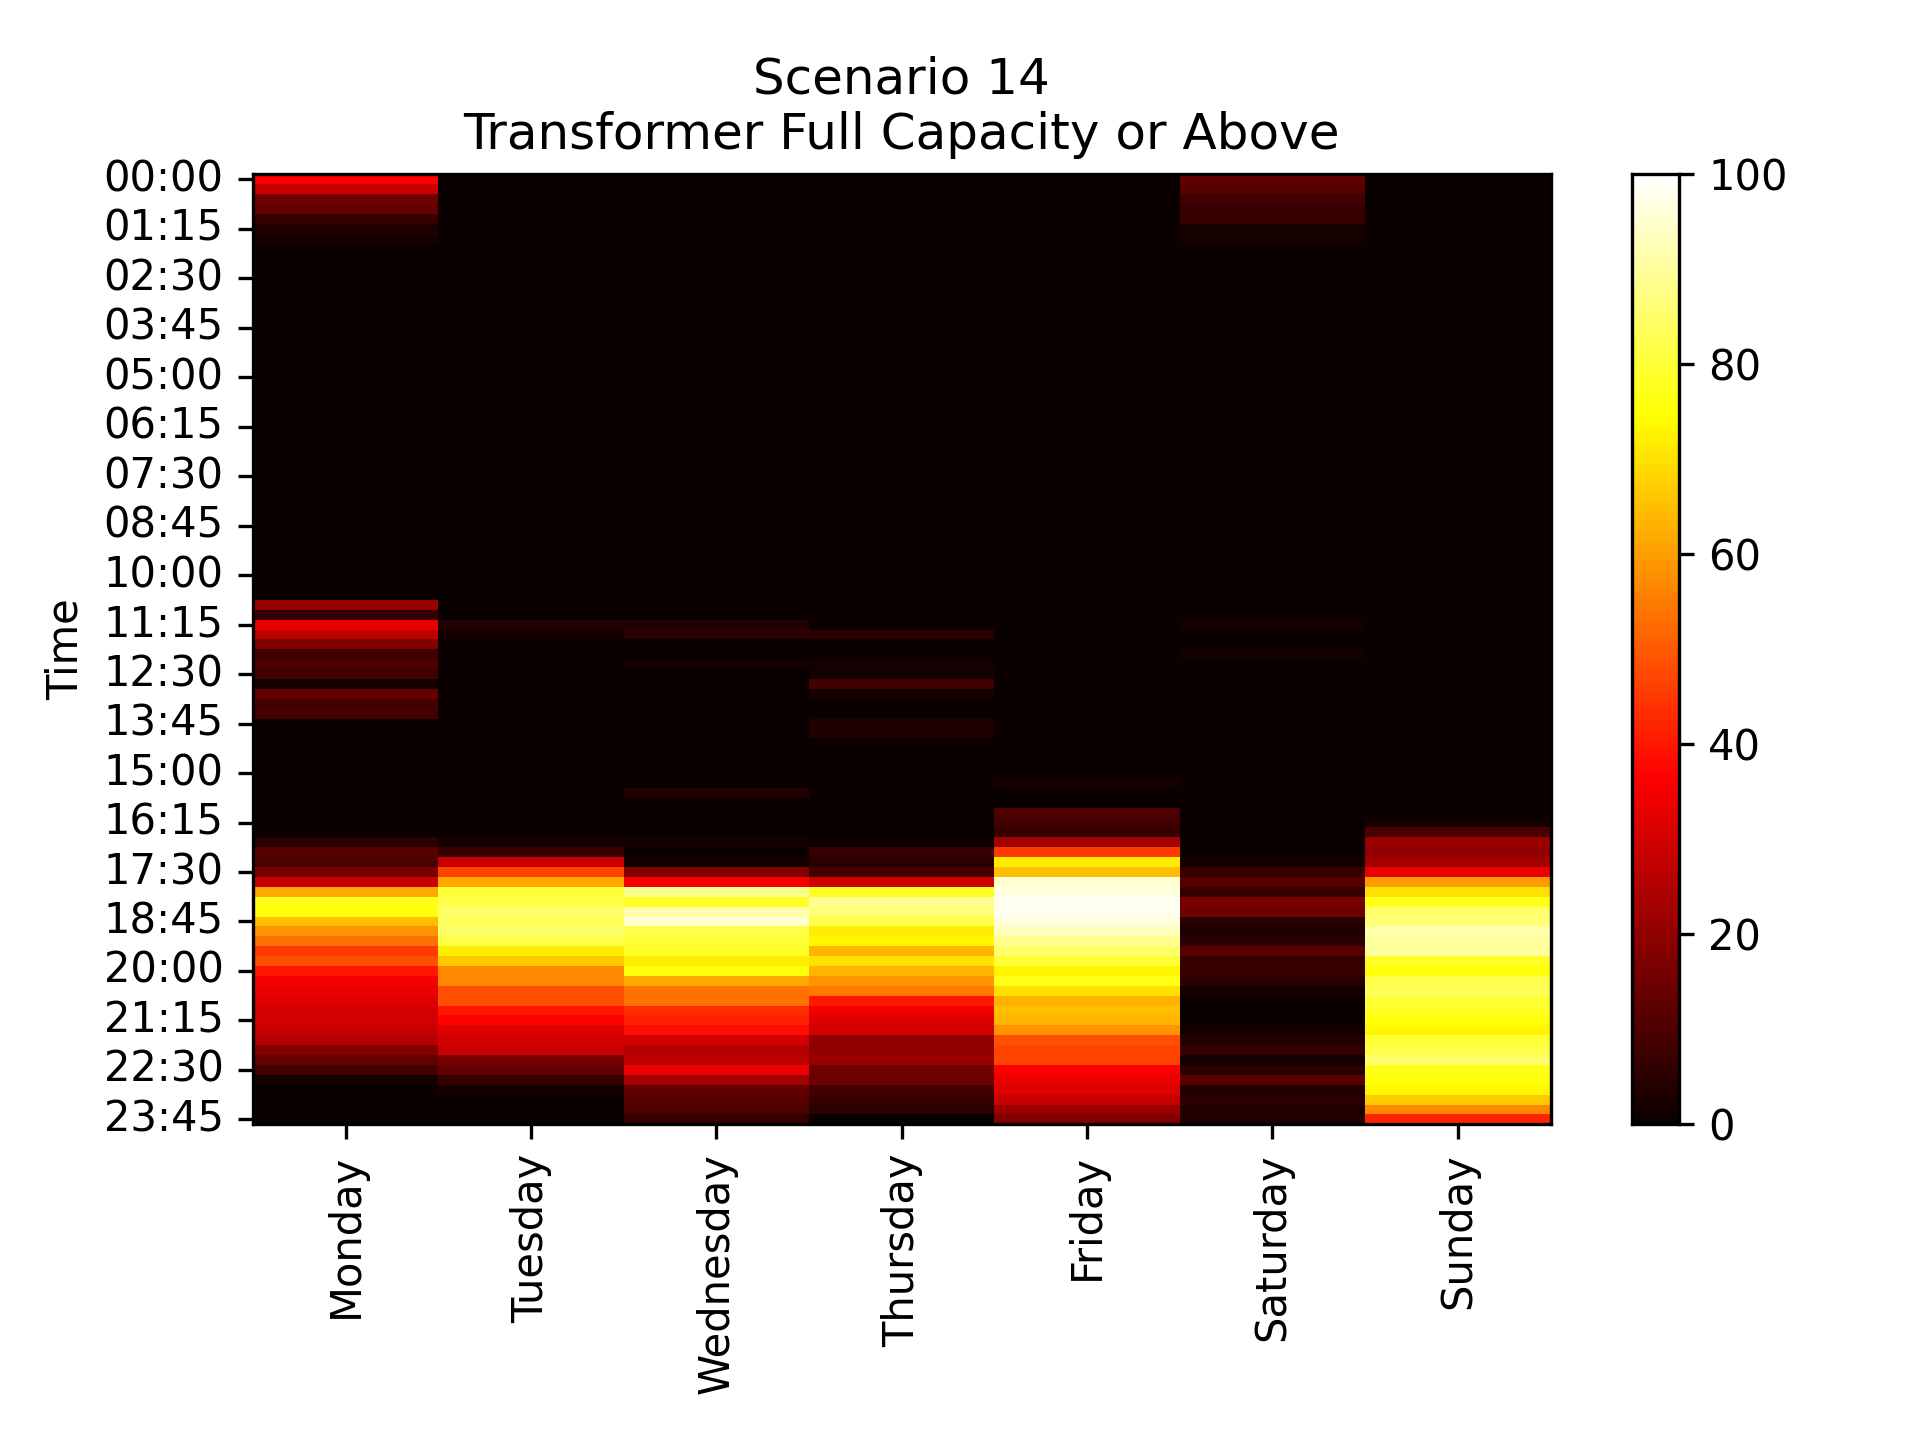 Scenario 14
Transformer Full Capacity or Above
Time
00:00
01:15
02:30
03:45
05:00
06:15
07:30
08:45
10:00
11:15
12:30
13:45
15:00
16:15
17:30
18:45
20:00
21:15
22:30
23:45
Monday
Tuesday
Wednesday
Thursday
Friday
Saturday
Sunday
100
80
60
40
20
0